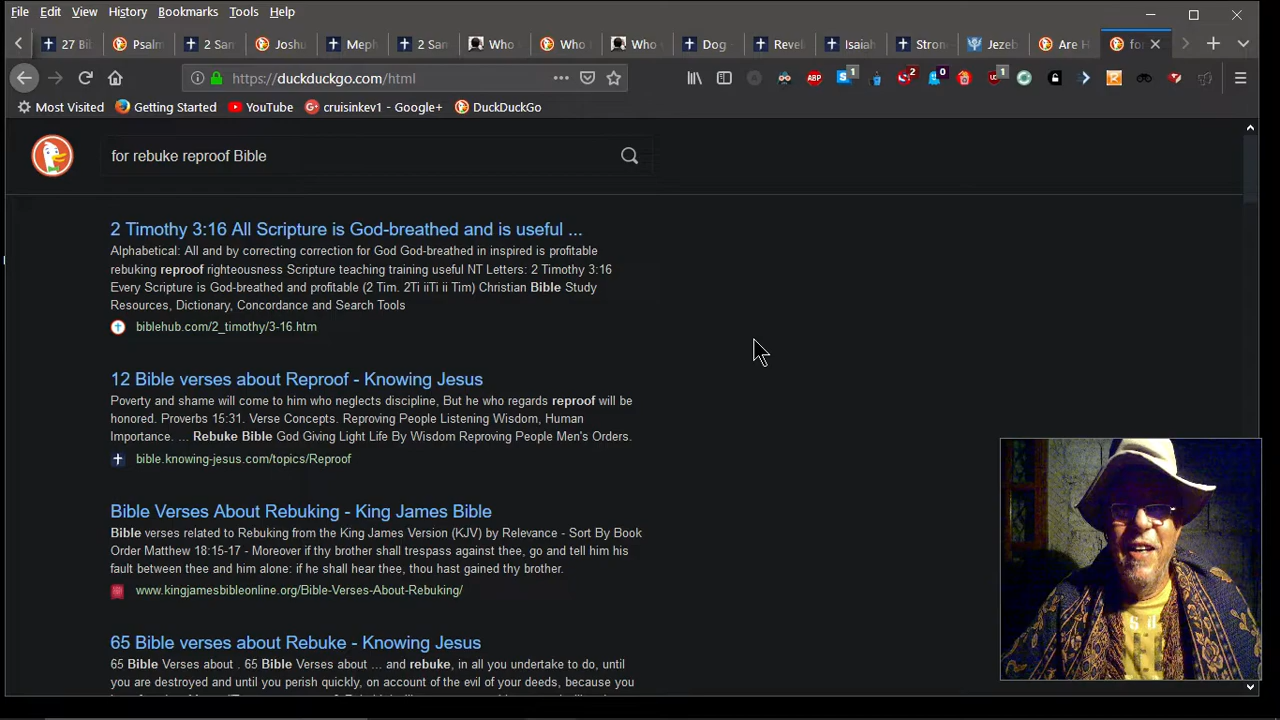 File Edit View History Bookmarks Tools Help
27 Bil Psalm 2 Sam Joshu Meph 2 Sam Who Who Who Dog - Revel Isaiah Stron Jezeb Are H for
https://duckduckgo.com/html
1 2 0 1
Most Visited Getting Started YouTube cruisinkev1 - Google+ DuckDuckGo
for rebuke reproof Bible
2 Timothy 3:16 All Scripture is God-breathed and is useful ...
Alphabetical: All and by correcting correction for God God-breathed in inspired is profitable
rebuking reproof righteousness Scripture teaching training useful NT Letters: 2 Timothy 3:16
Every Scripture is God-breathed and profitable (2 Tim. 2Ti iiTi ii Tim) Christian Bible Study
Resources, Dictionary, Concordance and Search Tools
biblehub.com/2_timothy/3-16.htm
12 Bible verses about Reproof - Knowing Jesus
Poverty and shame will come to him who neglects discipline, But he who regards reproof will be
honored. Proverbs 15:31. Verse Concepts. Reproving People Listening Wisdom, Human
Importance. ... Rebuke Bible God Giving Light Life By Wisdom Reproving People Men's Orders.
bible.knowing-jesus.com/topics/Reproof
Bible Verses About Rebuking - King James Bible
Bible verses related to Rebuking from the King James Version (KJV) by Relevance - Sort By Book
Order Matthew 18:15-17 - Moreover if thy brother shall trespass against thee, go and tell him his
fault between thee and him alone: if he shall hear thee, thou hast gained thy brother.
www.kingjamesbibleonline.org/Bible-Verses-About-Rebuking/
65 Bible verses about Rebuke - Knowing Jesus
65 Bible Verses about . 65 Bible Verses about ... and rebuke, in all you undertake to do, until
you are destroyed and until you perish quickly, on account of the evil of your deeds, because you